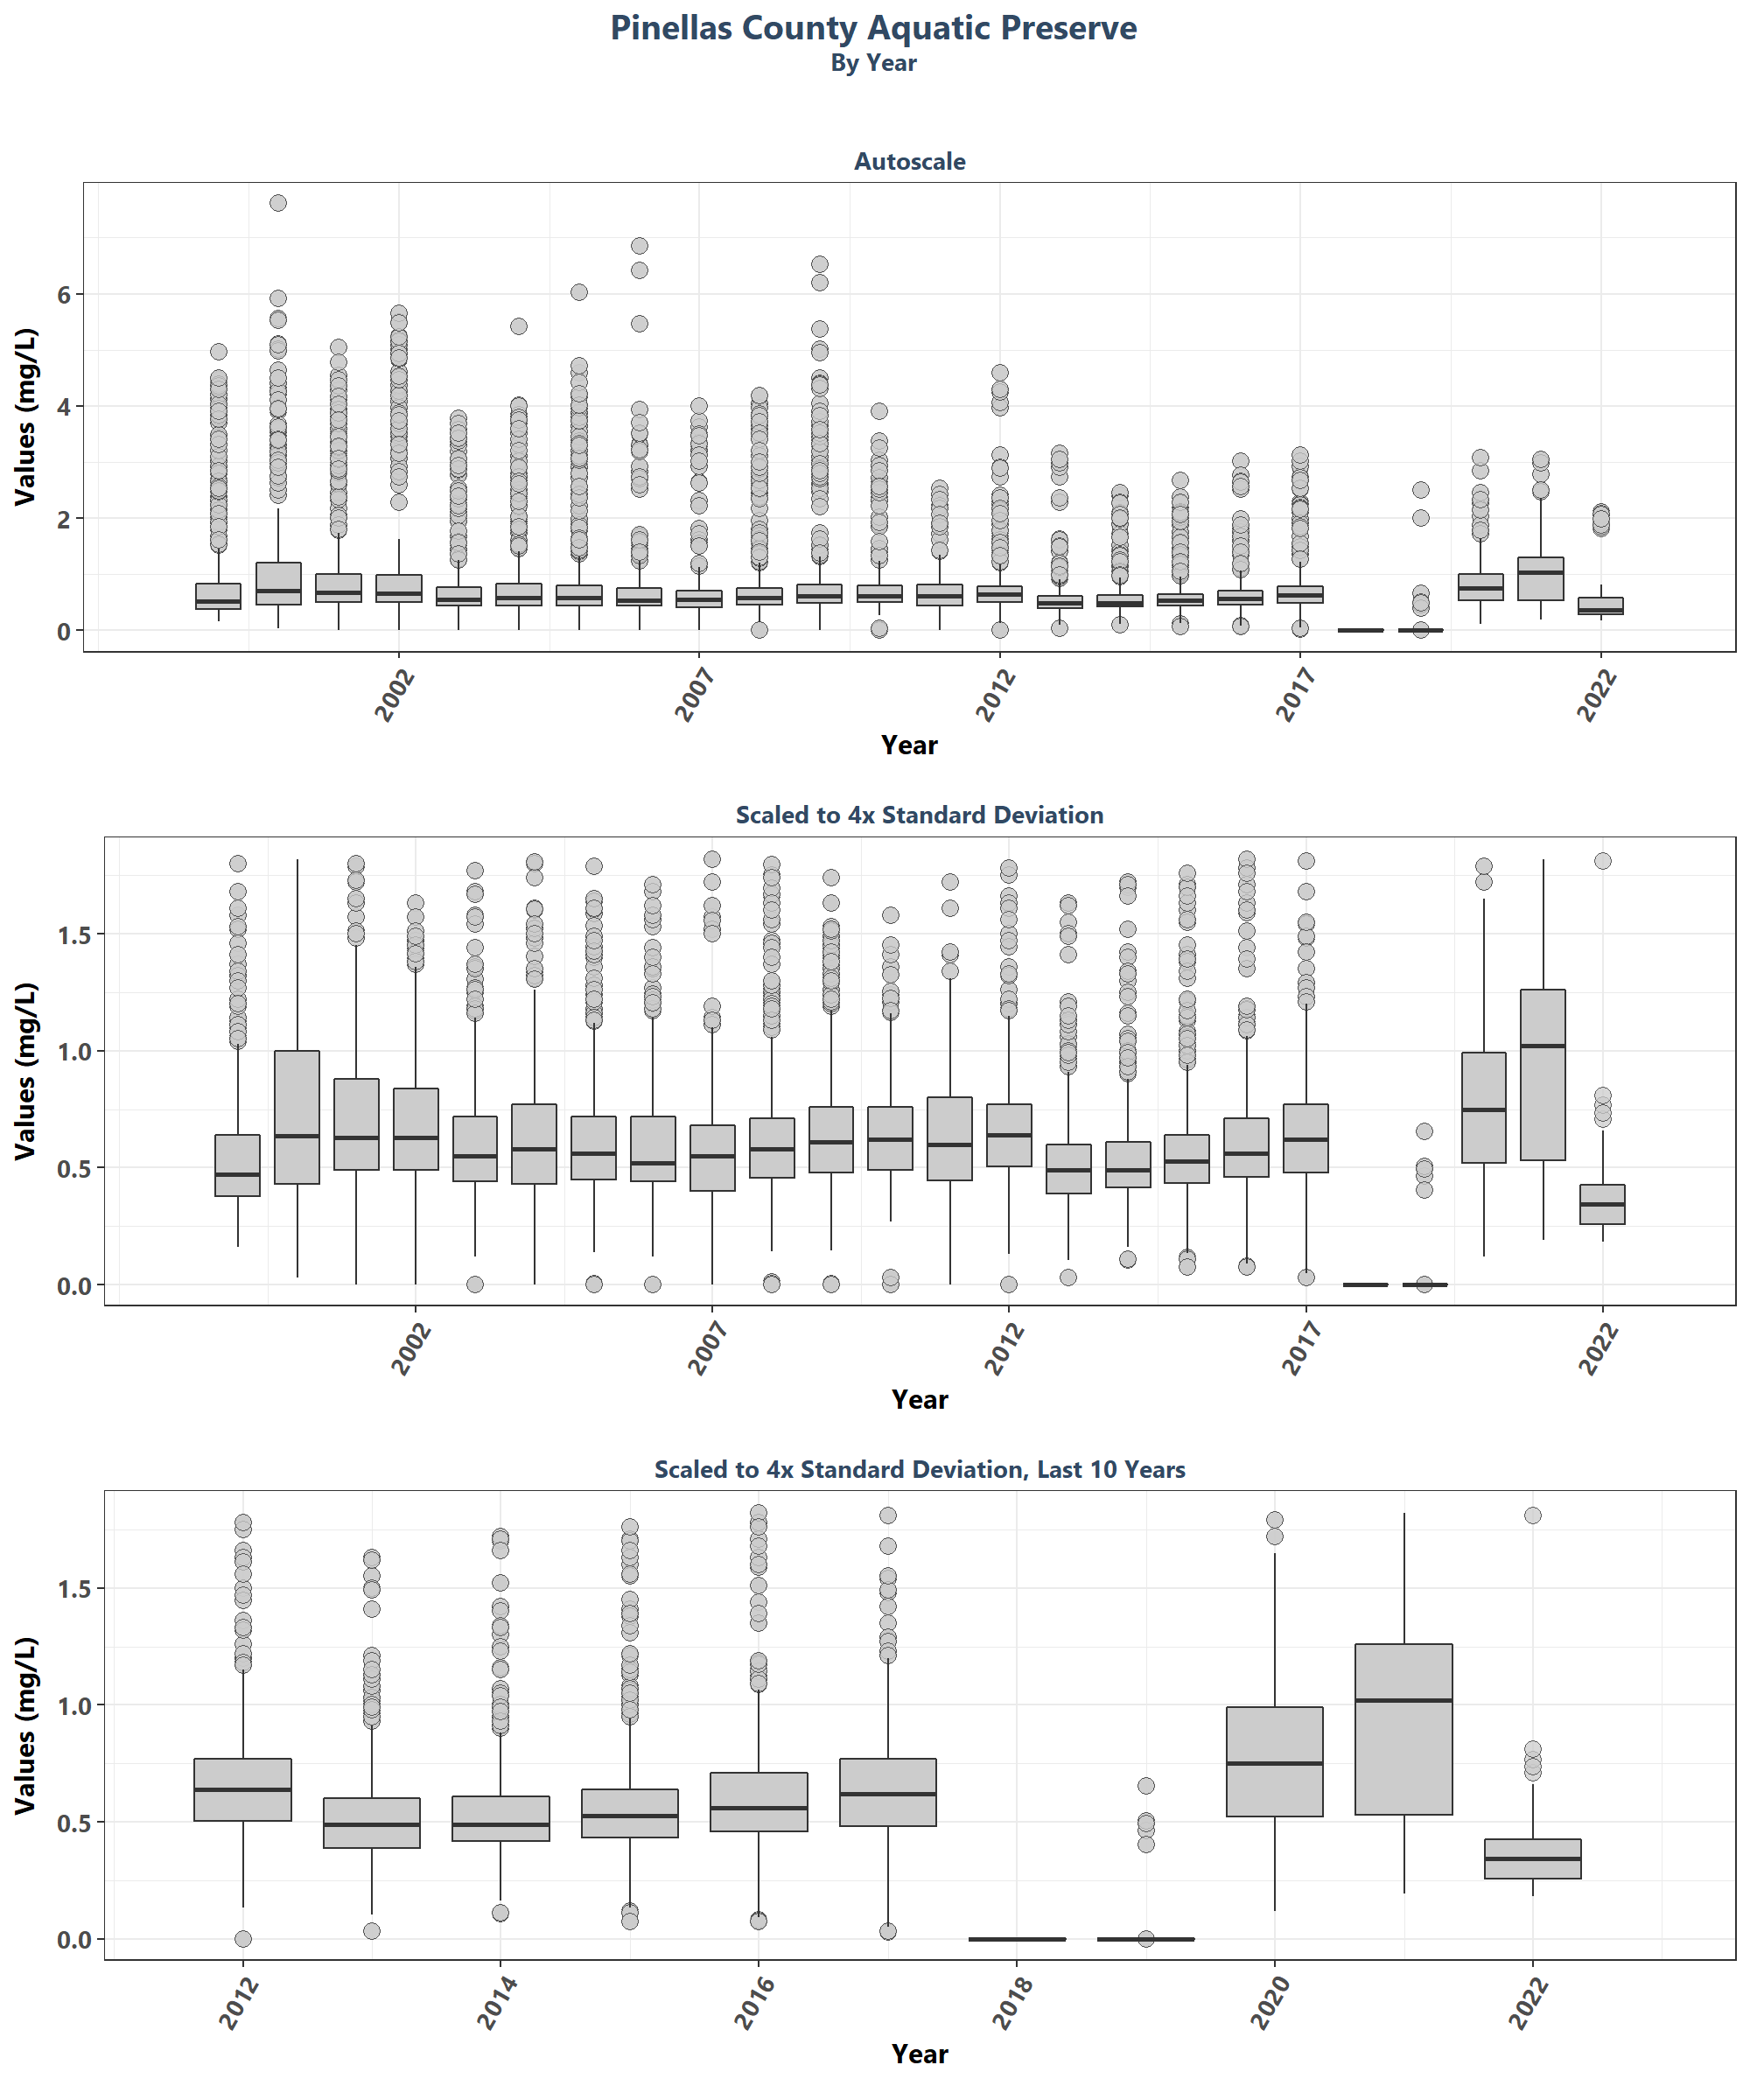 Pinellas County Aquatic Preserve
By Year
Autoscale
Values (mg/L)
6
4
2
0
2002
2007
2012
2017
2022
Year
Scaled to 4x Standard Deviation
Values (mg/L)
1.5
1.0
0.5
0.0
2002
2007
2012
2017
2022
Year
Scaled to 4x Standard Deviation, Last 10 Years
Values (mg/L)
1.5
1.0
0.5
0.0
2012
2014
2016
2018
2020
2022
Year